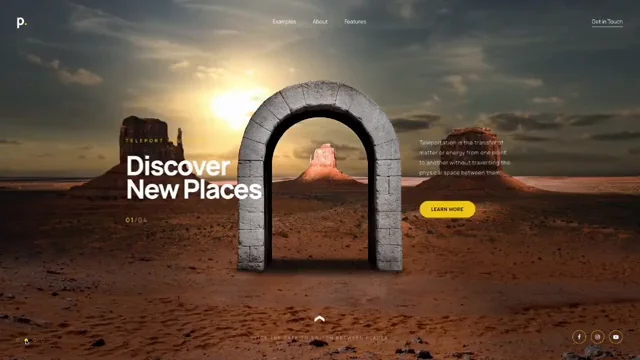 p.
Examples About Features
Get in Touch
TELEPORT
Discover
New Places
01/04
Teleportation is the transfer of
matter or energy from one point
to another without traversing the
physical space between them.
LEARN MORE